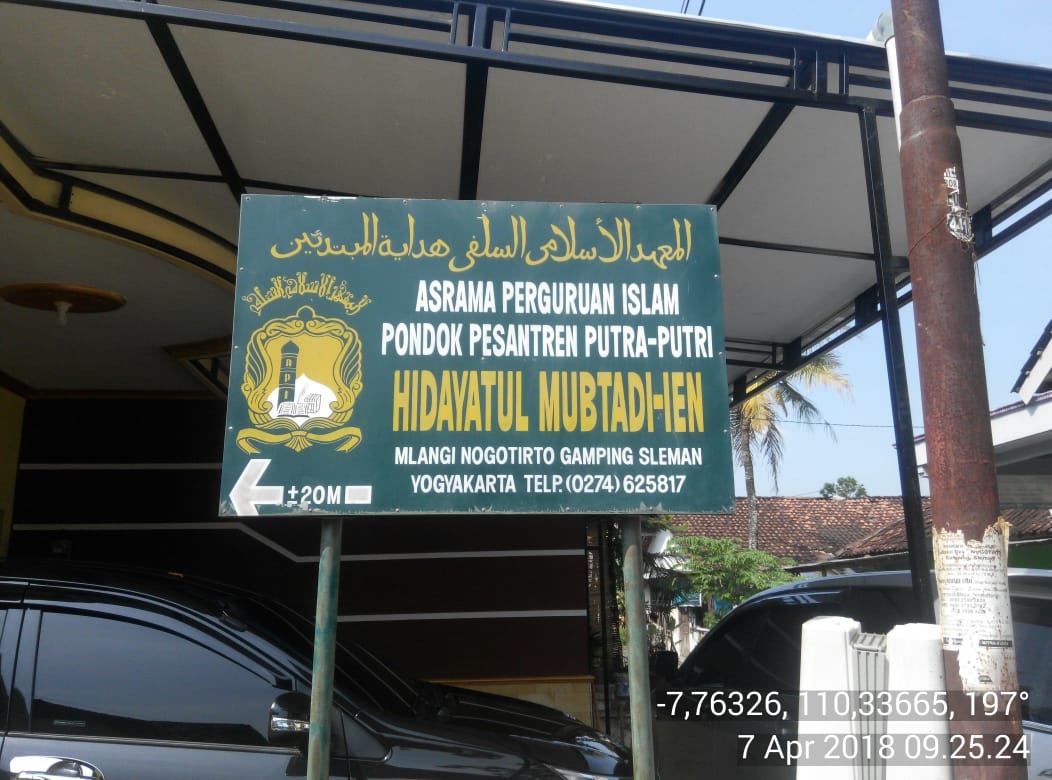 المعهد الأسلامى السلفى هداية المبتدئين
ASRAMA PERGURUAN ISLAM
PONDOK PESANTREN PUTRA-PUTRI
HIDAYATUL MUBTADI-IEN
MLANGI NOGOTIRTO GAMPING SLEMAN
YOGYAKARTA TELP.(0274) 625817
±20M
-7,76326, 110,33665, 197°
7 Apr 2018 09.25.24